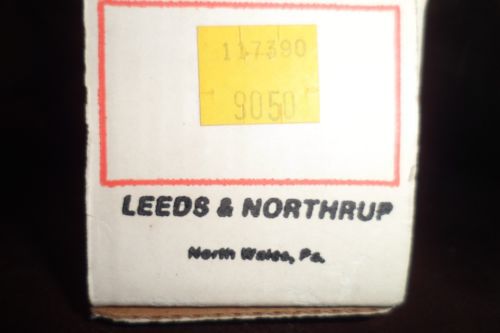 117390
9050
LEEDS & NORTHRUP
North Wales, Pa.